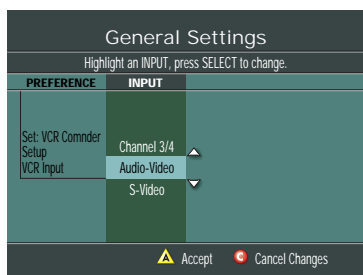 General Settings
Highlight an INPUT, press SELECT to change.
PREFERENCE INPUT
Set: VCR Comnder
Setup
VCR Input
Channel 3/4
Audio-Video
S-Video
A Accept C Cancel Changes